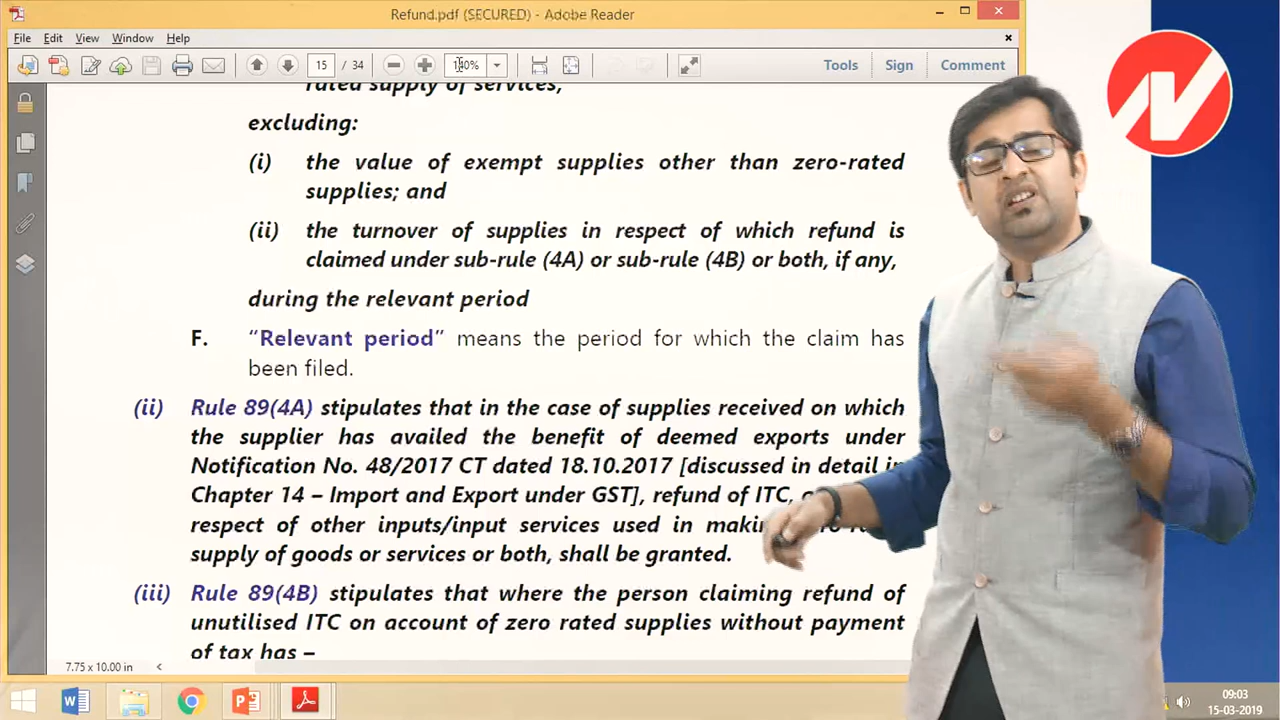 Refund.pdf (SECURED) - Adobe Reader
File Edit View Window Help
15 / 34
Tools Sign Comment
rated supply of services,
excluding:
(i) the value of exempt supplies other than zero-rated
supplies; and
(ii) the turnover of supplies in respect of which refund is
claimed under sub-rule (4A) or sub-rule (4B) or both, if any,
during the relevant period
F. “Relevant period” means the period for which the claim has
been filed.
(ii) Rule 89(4A) stipulates that in the case of supplies received on which
the supplier has availed the benefit of deemed exports under
Notification No. 48/2017 CT dated 18.10.2017 [discussed in detail in
Chapter 14 – Import and Export under GST], refund of ITC,
respect of other inputs/input services used in
supply of goods or services or both, shall be granted.
(iii) Rule 89(4B) stipulates that where the person claiming refund of
unutilised ITC on account of zero rated supplies without payment
of tax has –
7.75 x 10.00 in
09:03
15-03-2019